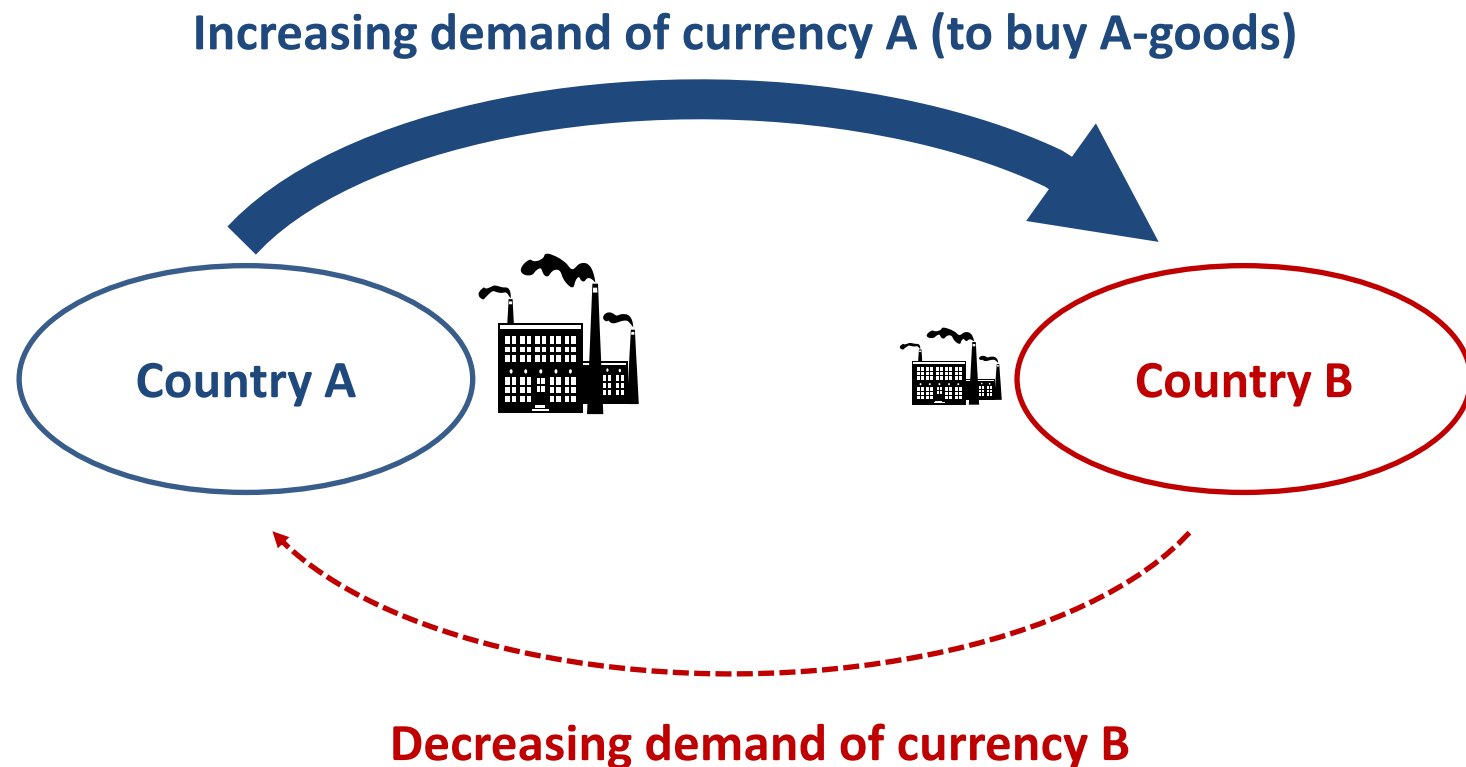 Increasing demand of currency A (to buy A-goods)
Country A
Country B
Decreasing demand of currency B